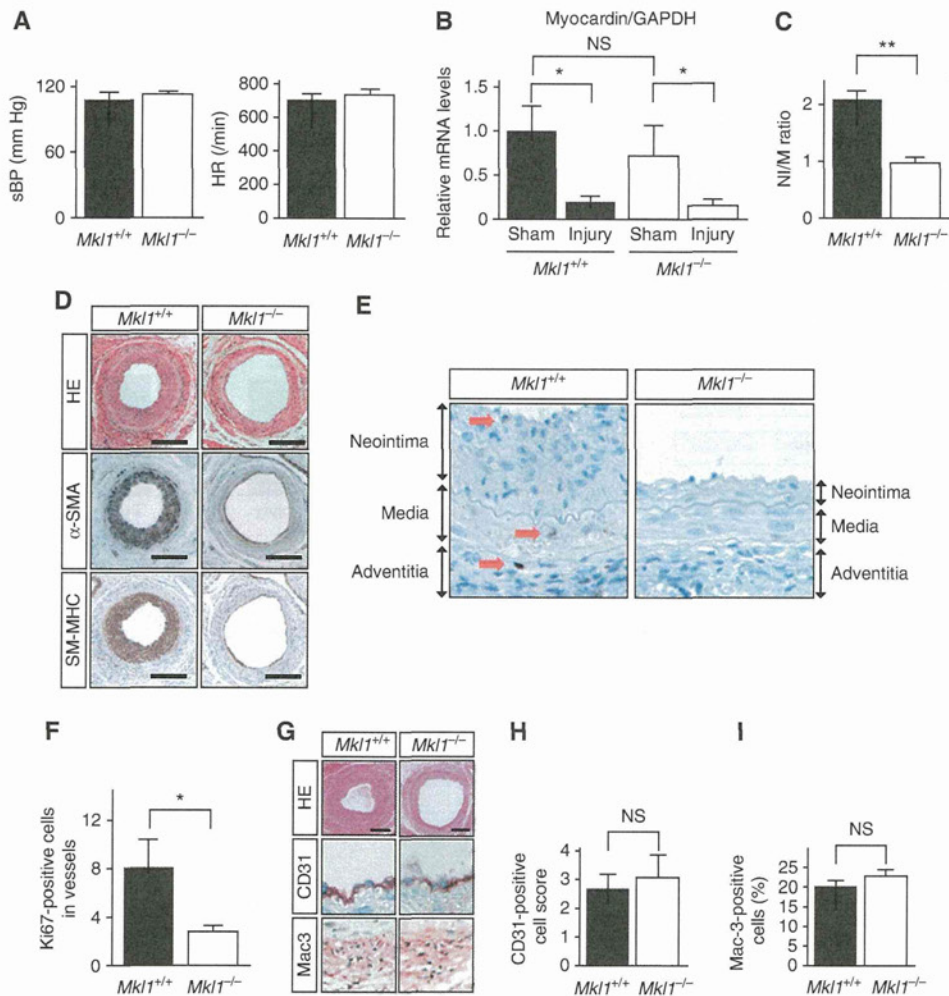 A
sBP (mm Hg)
120
60
0
Mkl1+/+ Mkl1−/−
HR (/min)
800
600
400
200
0
Mkl1+/+ Mkl1−/−
B
Myocardin/GAPDH
NS
* *
Relative mRNA levels
1.5
1.0
0.5
0
Sham Injury Sham Injury
Mkl1+/+ Mkl1−/−
C
**
NI/M ratio
2
1
0
Mkl1+/+
Mkl1−/−
D
Mkl1+/+ Mkl1−/−
HE
α-SMA
SM-MHC
E
Mkl1+/+ Mkl1−/−
Neointima
Media
Adventitia
Neointima
Media
Adventitia
F
*
Ki67-positive cells
in vessels
12
8
4
0
Mkl1+/+ Mkl1−/−
G
Mkl1+/+ Mkl1−/−
HE
CD31
Mac3
H
NS
CD31-positive
cell score
4
3
2
1
0
Mkl1+/+ Mkl1−/−
I
NS
Mac-3-positive
cells (%)
25
20
15
10
5
0
Mkl1+/+ Mkl1−/−